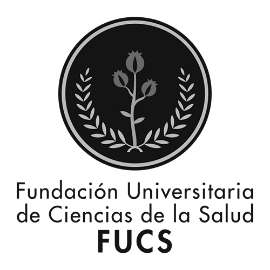 Fundación Universitaria
de Ciencias de la Salud
FUCS